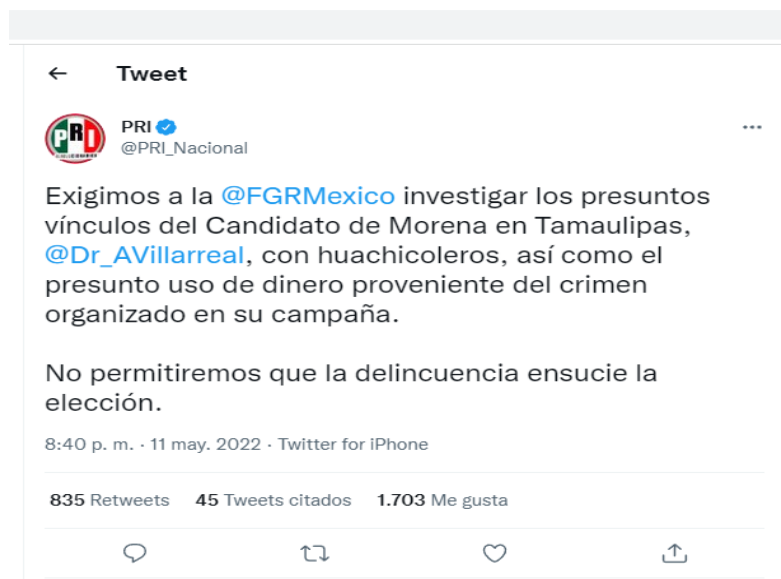 Tweet
PRI
PRI
@PRI_Nacional
Exigimos a la @FGRMexico investigar los presuntos
vínculos del Candidato de Morena en Tamaulipas,
@Dr_AVillarreal, con huachicoleros, así como el
presunto uso de dinero proveniente del crimen
organizado en su campaña.
No permitiremos que la delincuencia ensucie la
elección.
8:40 p. m. · 11 may. 2022 · Twitter for iPhone
835 Retweets 45 Tweets citados 1.703 Me gusta